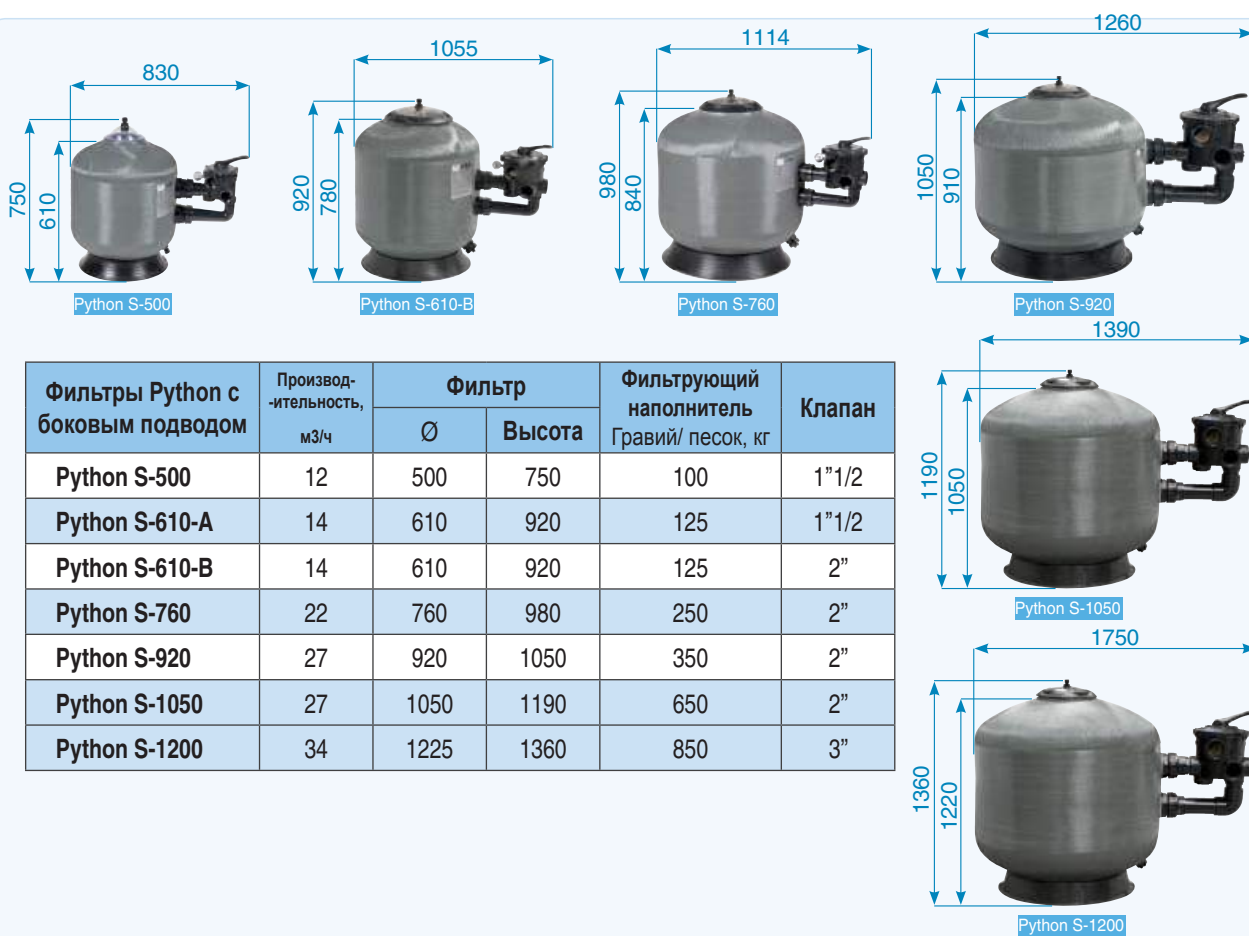 830
750
610
Python S-500
1055
920
780
Python S-610-B
1114
980
840
Python S-760
1260
1050
910
Python S-920
Фильтры Python с боковым подводом
Производ-
-ительность,
м3/ч
Фильтр
Ø
Высота
Фильтрующий наполнитель
Гравий/ песок, кг
Клапан
Python S-500 12 500 750 100 1”1/2
Python S-610-A 14 610 920 125 1”1/2
Python S-610-B 14 610 920 125 2”
Python S-760 22 760 980 250 2”
Python S-920 27 920 1050 350 2”
Python S-1050 27 1050 1190 650 2”
Python S-1200 34 1225 1360 850 3”
1390
1190
1050
Python S-1050
1750
1360
1220
Python S-1200